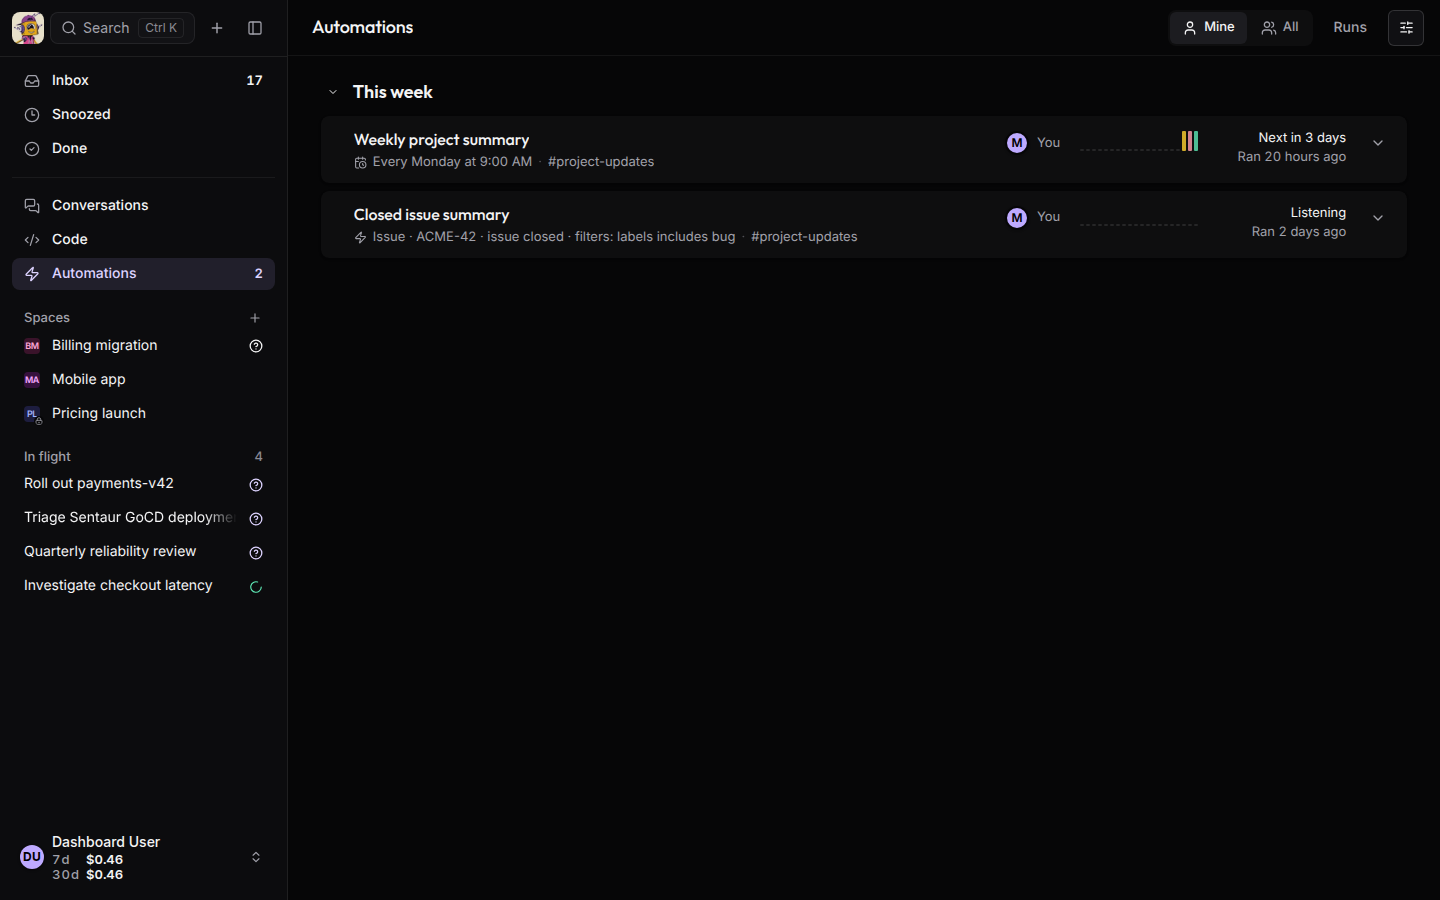 Search Ctrl K
Inbox 17
Snoozed
Done
Conversations
Code
Automations 2
Spaces
BM Billing migration
MA Mobile app
PL Pricing launch
In flight 4
Roll out payments-v42
Triage Sentaur GoCD deployme
Quarterly reliability review
Investigate checkout latency
DU Dashboard User
7d $0.46
30d $0.46
Automations
Mine All Runs
This week
Weekly project summary
Every Monday at 9:00 AM · #project-updates
M You
Next in 3 days
Ran 20 hours ago
Closed issue summary
Issue · ACME-42 · issue closed · filters: labels includes bug · #project-updates
M You
Listening
Ran 2 days ago